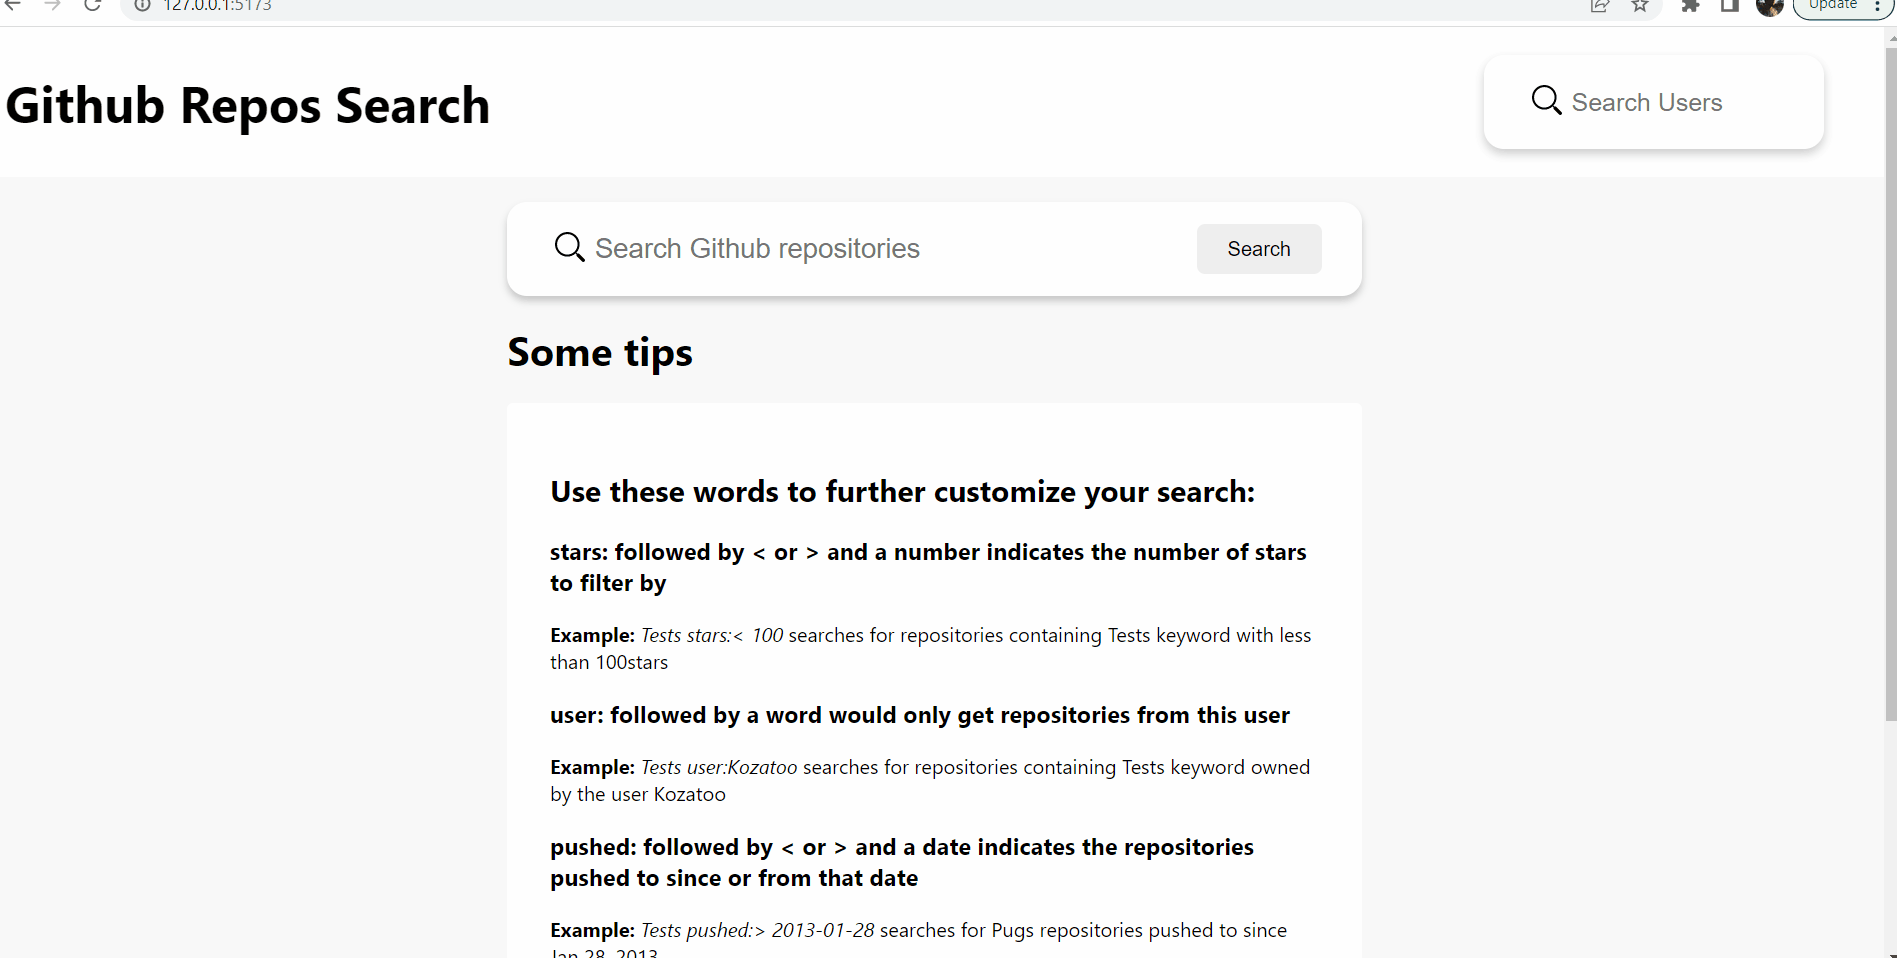 127.0.0.1:5173
Update
Github Repos Search
Search Users
Search Github repositories
Search
Some tips
Use these words to further customize your search:
stars: followed by < or > and a number indicates the number of stars
to filter by
Example: Tests stars:< 100 searches for repositories containing Tests keyword with less
than 100stars
user: followed by a word would only get repositories from this user
Example: Tests user:Kozatoo searches for repositories containing Tests keyword owned
by the user Kozatoo
pushed: followed by < or > and a date indicates the repositories
pushed to since or from that date
Example: Tests pushed:> 2013-01-28 searches for Pugs repositories pushed to since
Jan 28, 2013